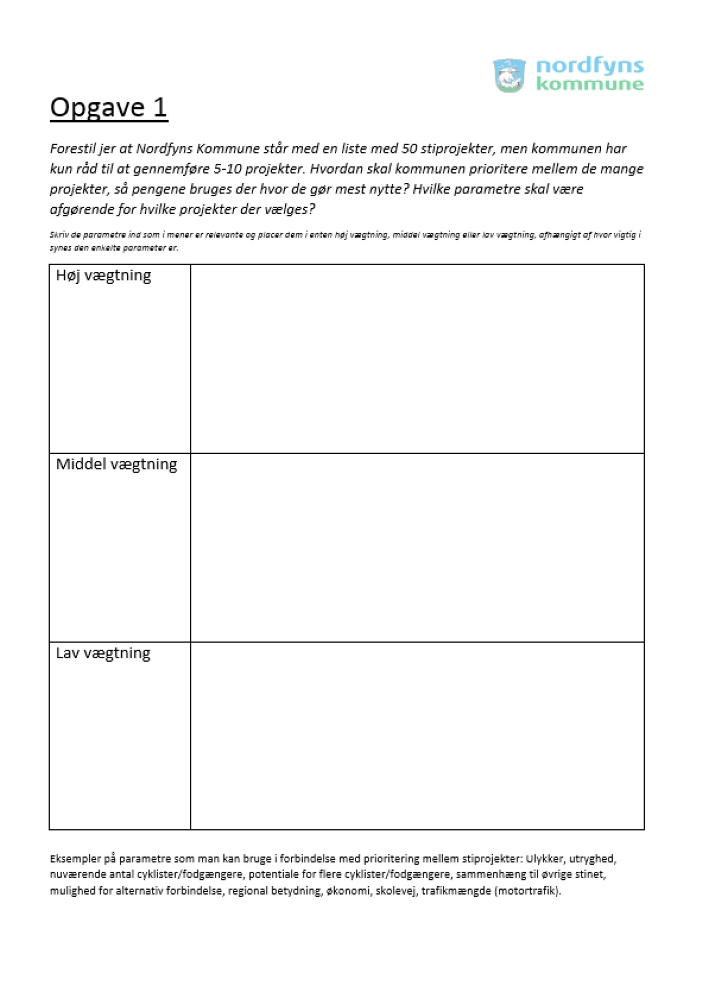 nordfyns
kommune
Opgave 1
Forestil jer at Nordfyns Kommune står med en liste med 50 stiprojekter, men kommunen har
kun råd til at gennemføre 5-10 projekter. Hvordan skal kommunen prioritere mellem de mange
projekter, så pengene bruges der hvor de gør mest nytte? Hvilke parametre skal være
afgørende for hvilke projekter der vælges?
Skriv de parametre ind som i mener er relevante og placer dem i enten høj vægtning, middel vægtning eller lav vægtning, afhængigt af hvor vigtig i
synes den enkelte parameter er.
Høj vægtning
Middel vægtning
Lav vægtning
Eksempler på parametre som man kan bruge i forbindelse med prioritering mellem stiprojekter: Ulykker, utryghed,
nuværende antal cyklister/fodgængere, potentiale for flere cyklister/fodgængere, sammenhæng til øvrige stinet,
mulighed for alternativ forbindelse, regional betydning, økonomi, skolevej, trafikmængde (motortrafik).